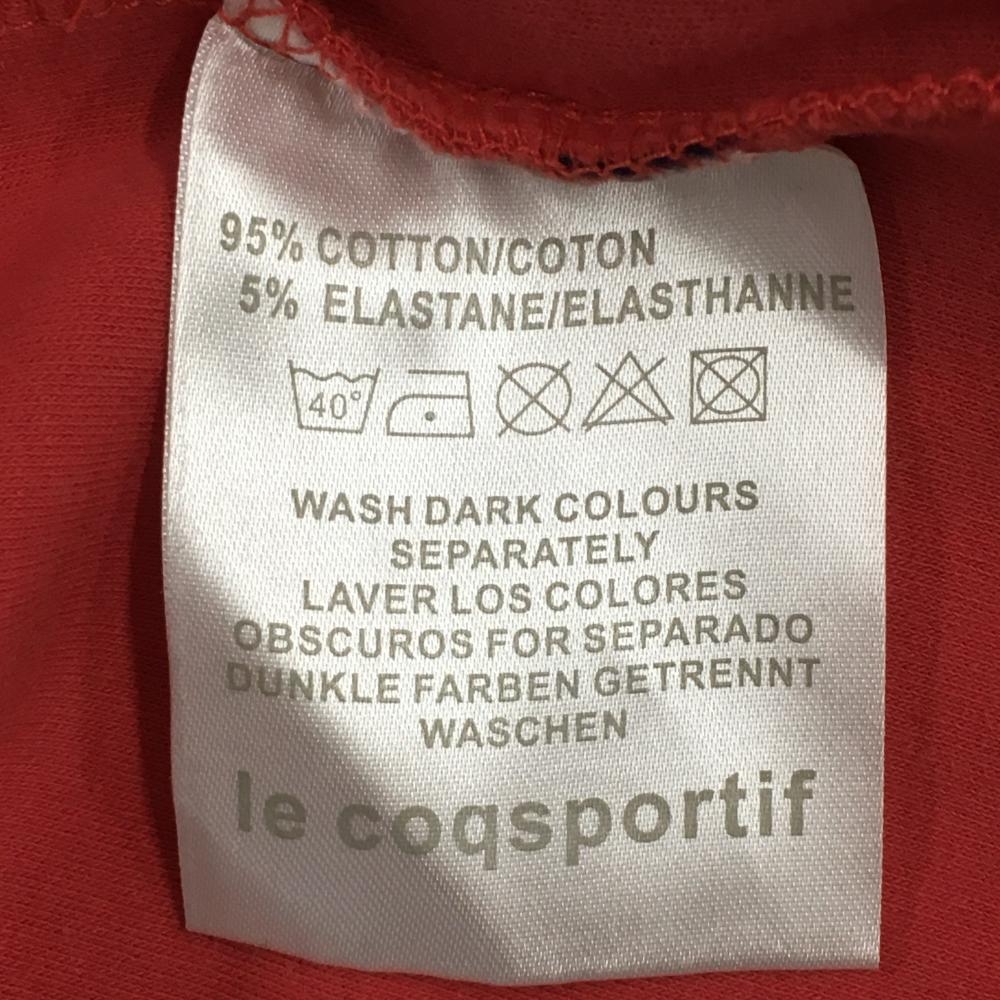 95% COTTON/COTON
5% ELASTANE/ELASTHANNE
40°
WASH DARK COLOURS
SEPARATELY
LAVER LOS COLORES
OBSCUROS FOR SEPARADO
DUNKLE FARBEN GETRENNT
WASCHEN
le coqsportif